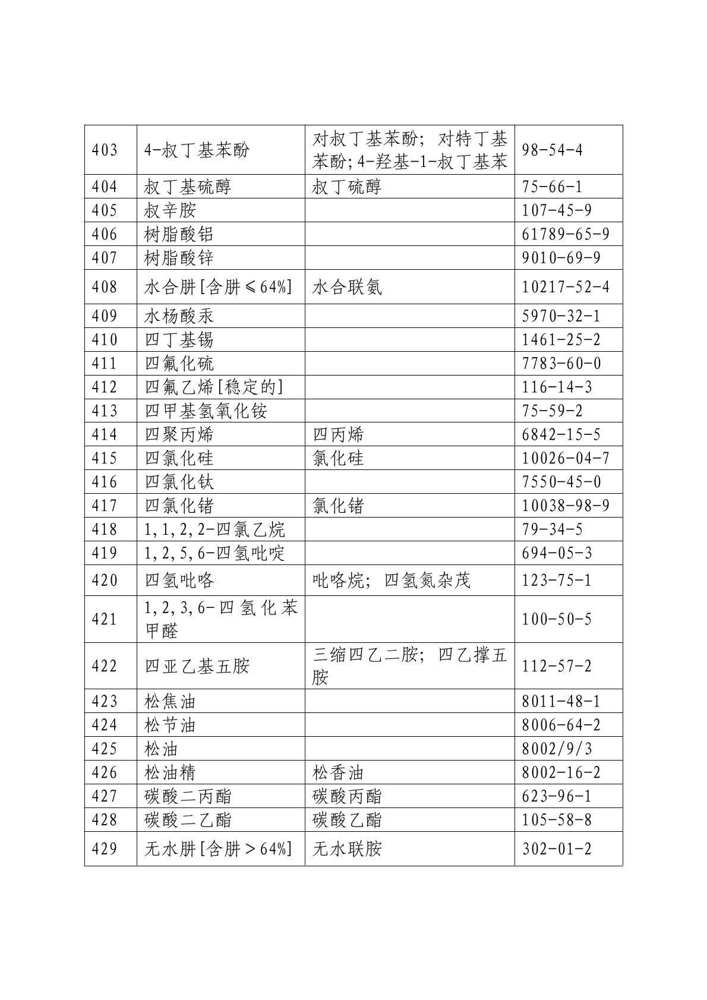 403 4-叔丁基苯酚 对叔丁基苯酚；对特丁基苯酚；4-羟基-1-叔丁基苯 98-54-4
404 叔丁基硫醇 叔丁硫醇 75-66-1
405 叔辛胺 107-45-9
406 树脂酸铝 61789-65-9
407 树脂酸锌 9010-69-9
408 水合肼[含肼≤64%] 水合联氨 10217-52-4
409 水杨酸汞 5970-32-1
410 四丁基锡 1461-25-2
411 四氟化硫 7783-60-0
412 四氟乙烯[稳定的] 116-14-3
413 四甲基氢氧化铵 75-59-2
414 四聚丙烯 四丙烯 6842-15-5
415 四氯化硅 氯化硅 10026-04-7
416 四氯化钛 7550-45-0
417 四氯化锗 氯化锗 10038-98-9
418 1,1,2,2-四氯乙烷 79-34-5
419 1,2,5,6-四氢吡啶 694-05-3
420 四氢吡咯 吡咯烷；四氢氮杂茂 123-75-1
421 1,2,3,6-四氢化苯甲醛 100-50-5
422 四亚乙基五胺 三缩四乙二胺；四乙撑五胺 112-57-2
423 松焦油 8011-48-1
424 松节油 8006-64-2
425 松油 8002/9/3
426 松油精 松香油 8002-16-2
427 碳酸二丙酯 碳酸丙酯 623-96-1
428 碳酸二乙酯 碳酸乙酯 105-58-8
429 无水肼[含肼＞64%] 无水联胺 302-01-2